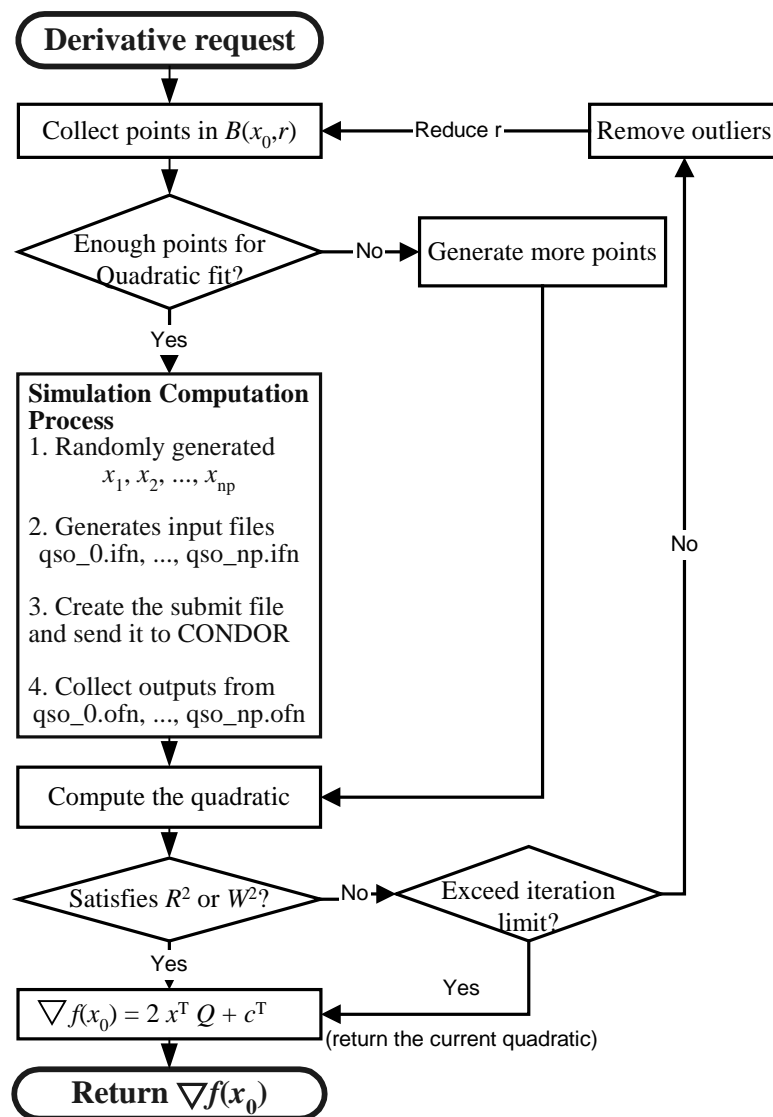 Derivative request
Collect points in B(x₀,r)
Reduce r
Remove outliers
Enough points for
Quadratic fit?
No
Generate more points
Yes
Simulation Computation
Process
1. Randomly generated
x₁, x₂, ..., xₙₚ
2. Generates input files
qso_0.ifn, ..., qso_np.ifn
No
3. Create the submit file
and send it to CONDOR
4. Collect outputs from
qso_0.ofn, ..., qso_np.ofn
Compute the quadratic
Satisfies R² or W²?
No
Exceed iteration
limit?
Yes
Yes
▽f(x₀) = 2 xᵀ Q + cᵀ
(return the current quadratic)
Return ▽f(x₀)